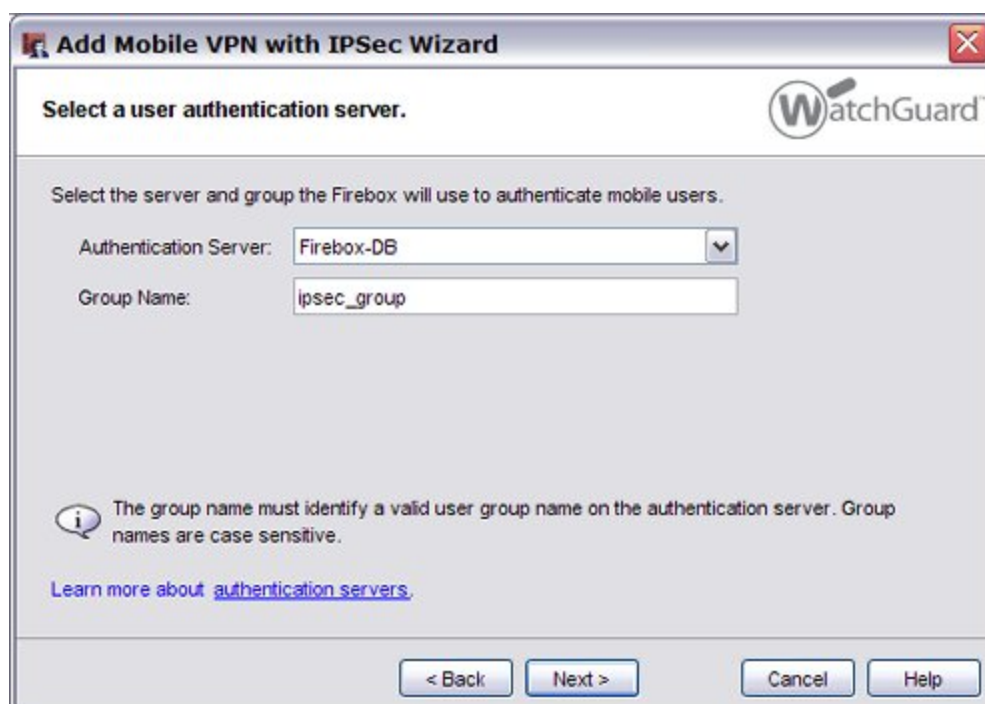 Add Mobile VPN with IPSec Wizard
Select a user authentication server.
WatchGuard
Select the server and group the Firebox will use to authenticate mobile users.
Authentication Server: Firebox-DB
Group Name: ipsec_group
The group name must identify a valid user group name on the authentication server. Group
names are case sensitive.
Learn more about authentication servers.
< Back Next > Cancel Help